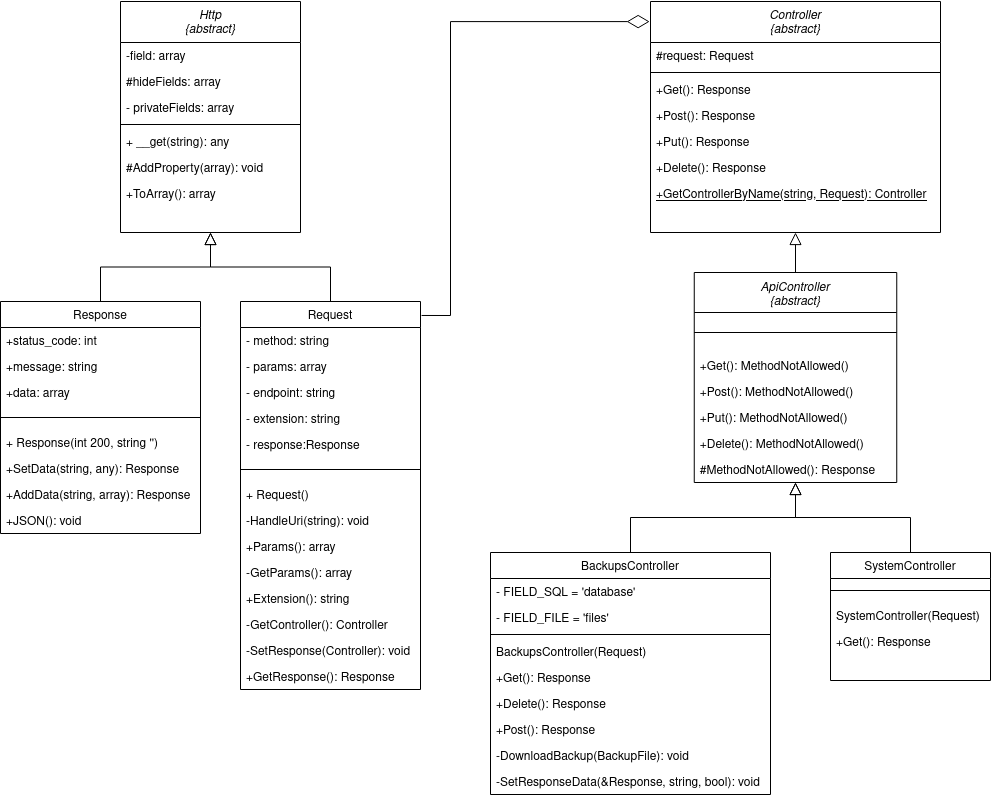 Http
{abstract}
-field: array
#hideFields: array
- privateFields: array
+ __get(string): any
#AddProperty(array): void
+ToArray(): array
Controller
{abstract}
#request: Request
+Get(): Response
+Post(): Response
+Put(): Response
+Delete(): Response
+GetControllerByName(string, Request): Controller
Response
+status_code: int
+message: string
+data: array
+ Response(int 200, string '')
+SetData(string, any): Response
+AddData(string, array): Response
+JSON(): void
Request
- method: string
- params: array
- endpoint: string
- extension: string
- response:Response
+ Request()
-HandleUri(string): void
+Params(): array
-GetParams(): array
+Extension(): string
-GetController(): Controller
-SetResponse(Controller): void
+GetResponse(): Response
ApiController
{abstract}
+Get(): MethodNotAllowed()
+Post(): MethodNotAllowed()
+Put(): MethodNotAllowed()
+Delete(): MethodNotAllowed()
#MethodNotAllowed(): Response
BackupsController
- FIELD_SQL = 'database'
- FIELD_FILE = 'files'
BackupsController(Request)
+Get(): Response
+Delete(): Response
+Post(): Response
-DownloadBackup(BackupFile): void
-SetResponseData(&Response, string, bool): void
SystemController
SystemController(Request)
+Get(): Response